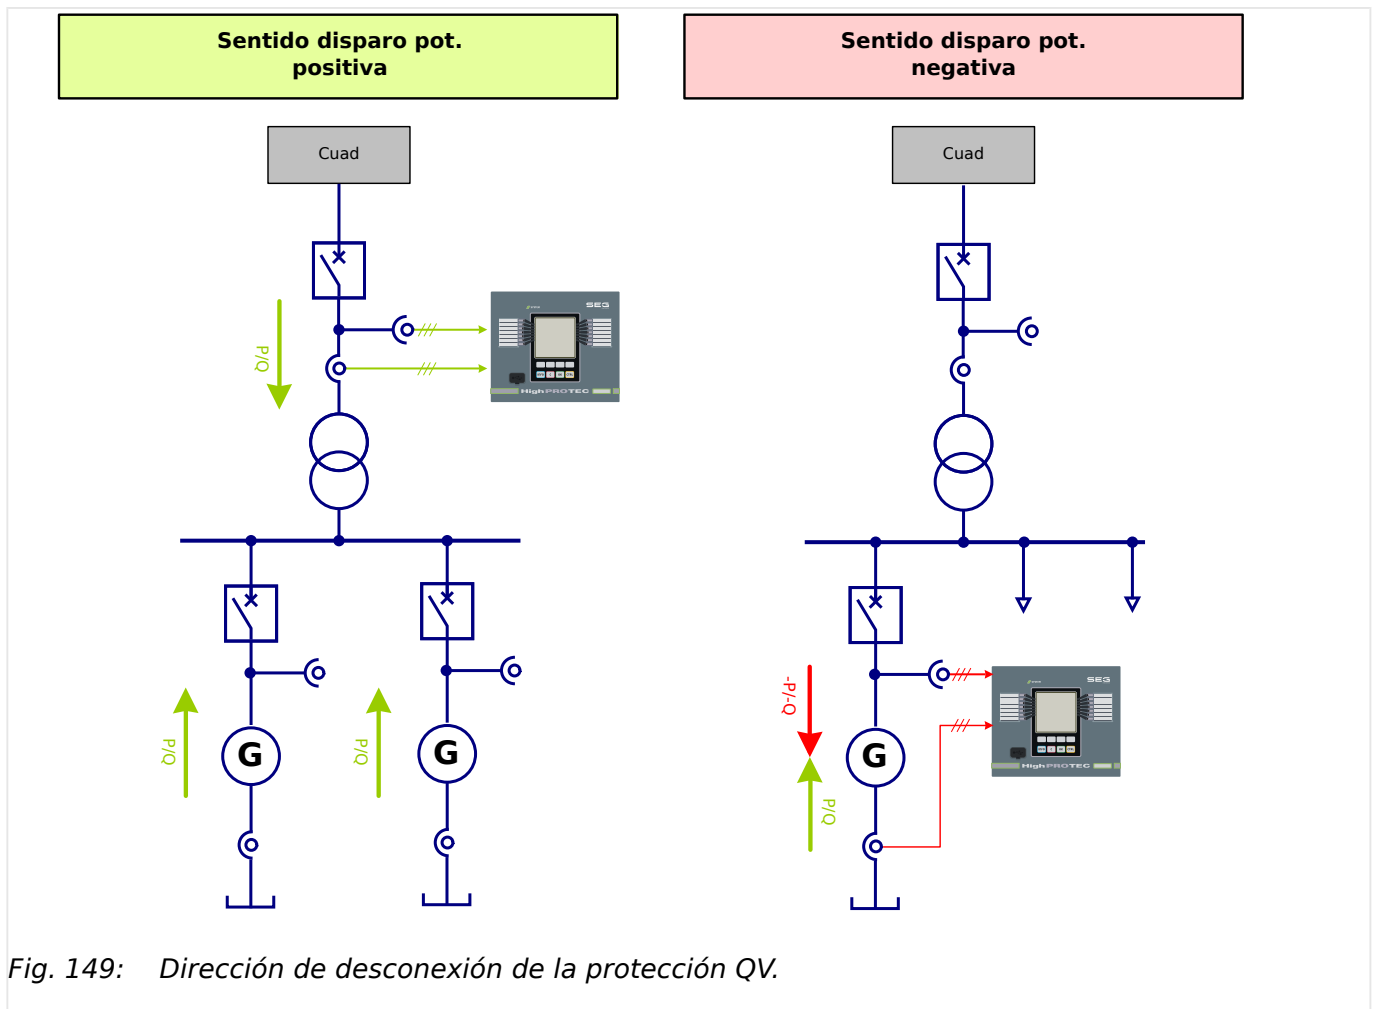 Sentido disparo pot.
positiva
Sentido disparo pot.
negativa
Cuad
Cuad
P/Q
SEG
HighPROTEC
P/Q
G
P/Q
G
-P/-Q
P/Q
G
SEG
HighPROTEC
Fig. 149: Dirección de desconexión de la protección QV.